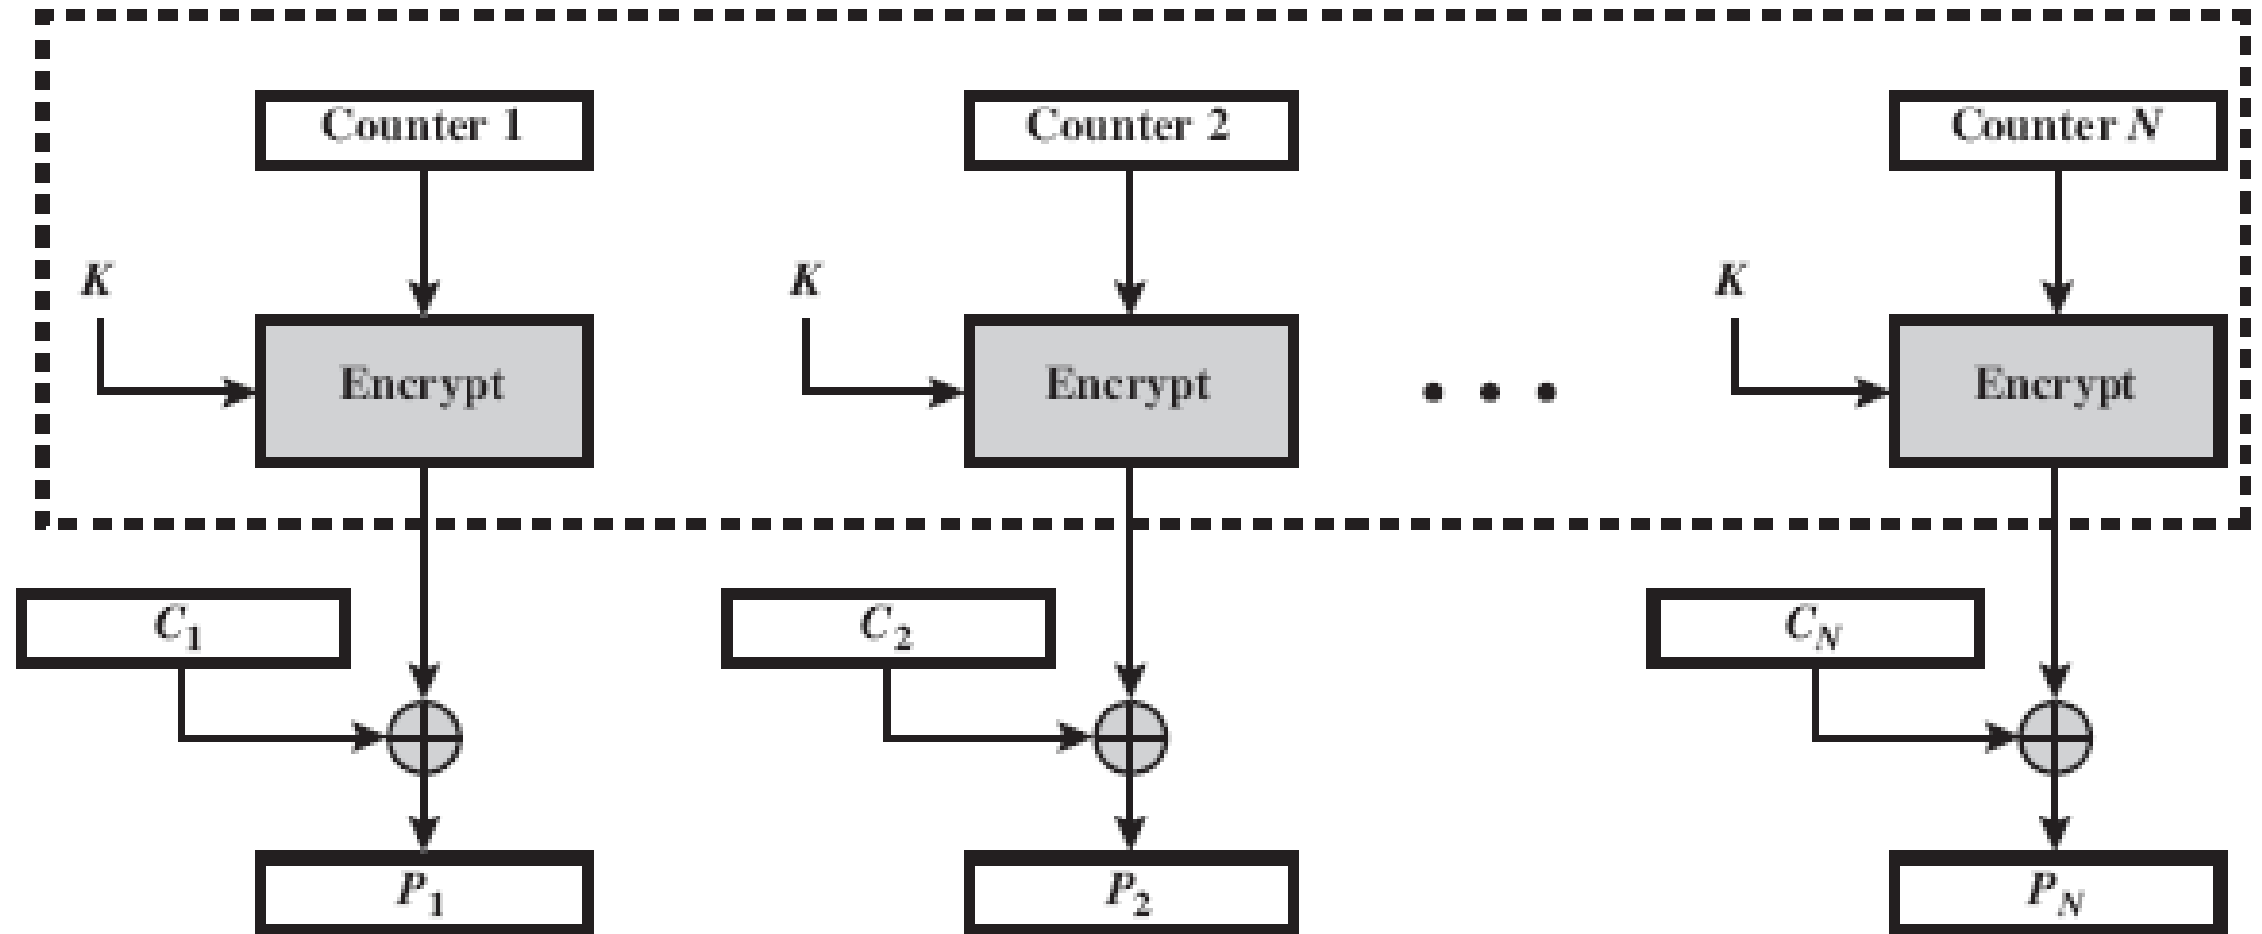 Counter 1 Counter 2 Counter N
K K K
Encrypt Encrypt • • • Encrypt
C1 C2 CN
P1 P2 PN